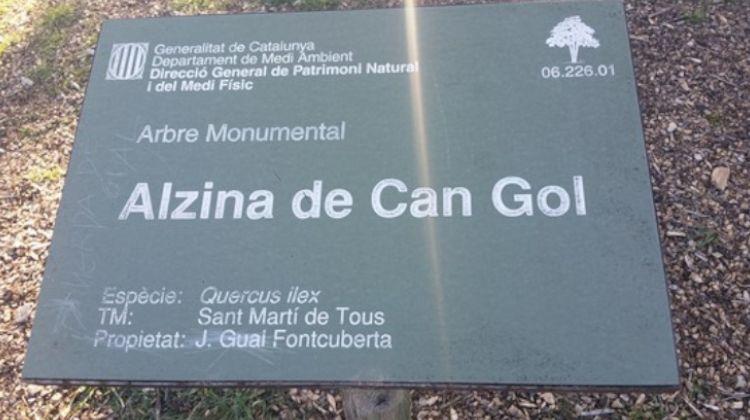 Generalitat de Catalunya
Departament de Medi Ambient
Direcció General de Patrimoni Natural
i del Medi Físic
06.226.01
Arbre Monumental
Alzina de Can Gol
Espècie: Quercus ilex
TM: Sant Martí de Tous
Propietat: J. Guai Fontcuberta